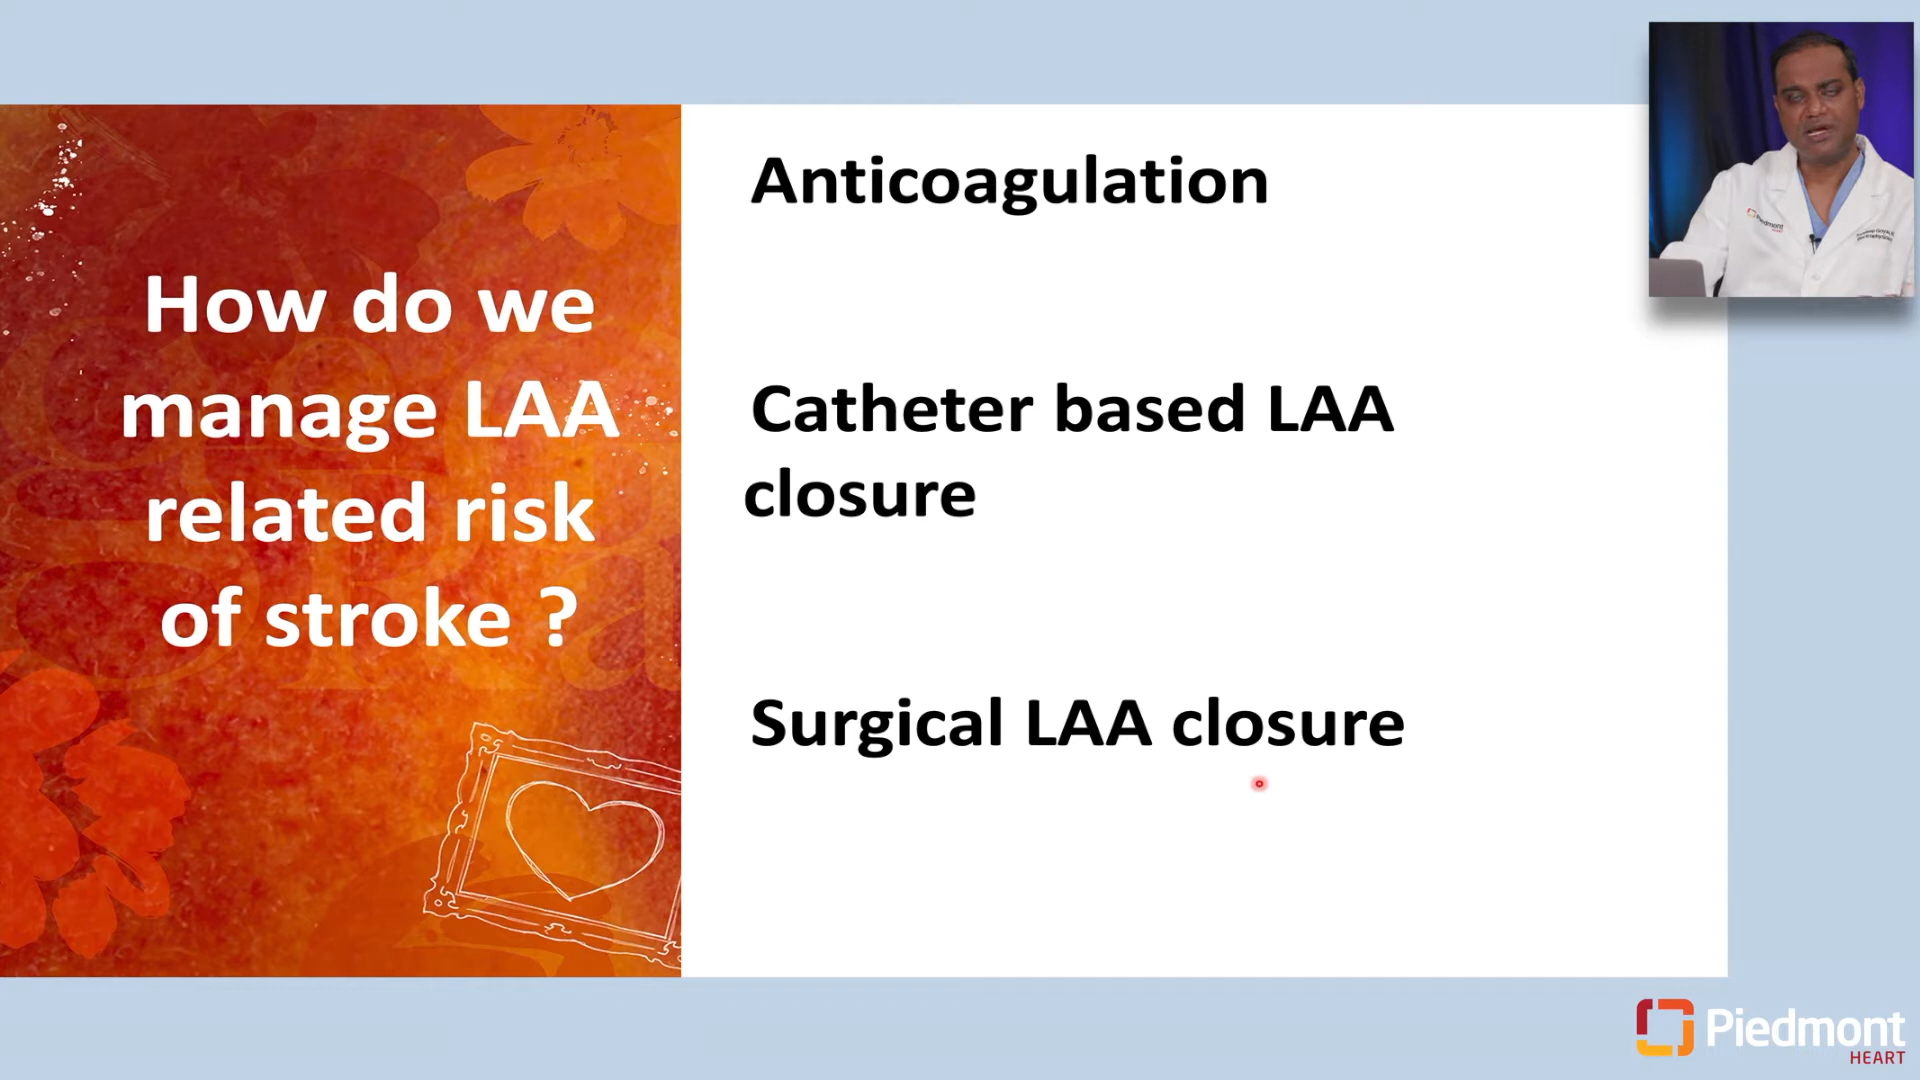 How do we
manage LAA
related risk
of stroke ?
Anticoagulation
Catheter based LAA
closure
Surgical LAA closure
Piedmont
Piedmont
HEART